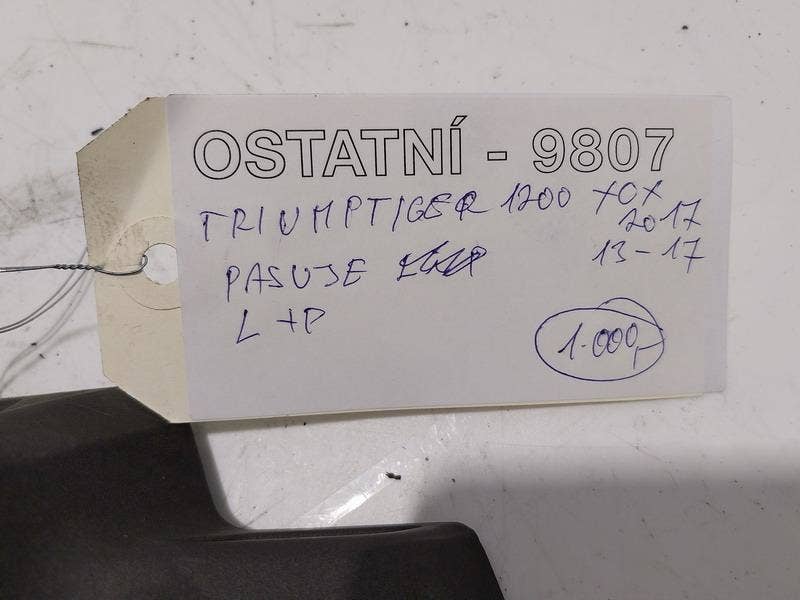 OSTATNÍ - 9807
TRIUMPTIGER 1200 XCX
2017
PASUJE 13-17
L+P
1.000,-